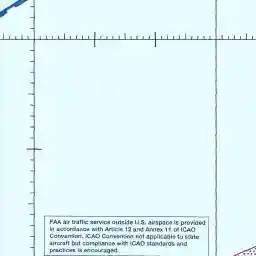 FAA air traffic service outside U.S. airspace is provided
in accordance with Article 12 and Annex 11 of ICAO
Convention. ICAO Convention not applicable to state
aircraft but compliance with ICAO standards and
practices is encouraged.